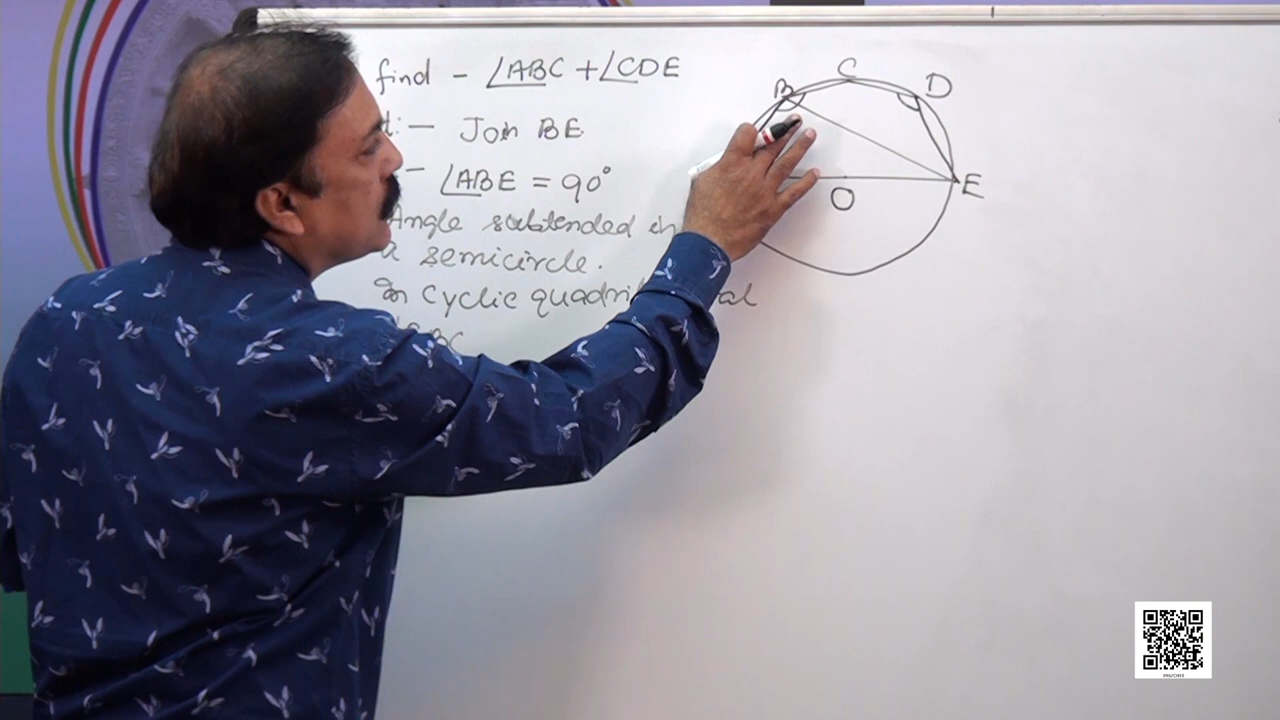 find - ∠ABC + ∠CDE
:- Join BE
- ∠ABE = 90°
Angle subtended in
a semicircle.
In cyclic quadril al
B
C
D
O
E